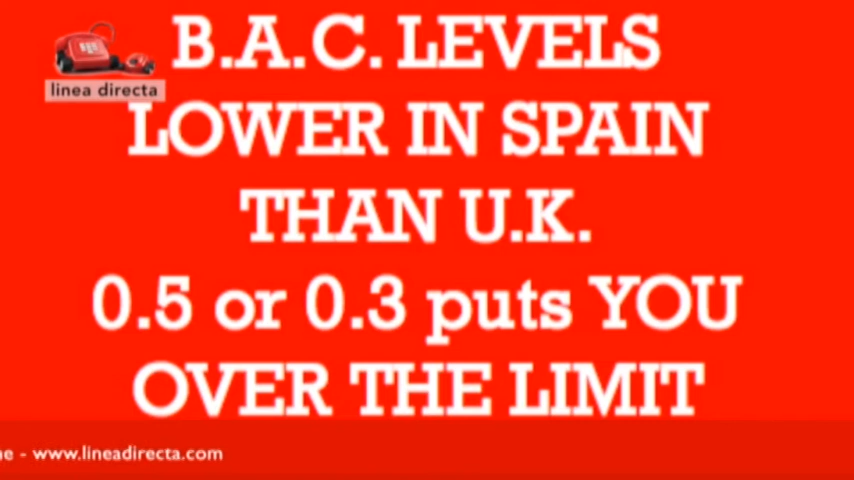 B.A.C. LEVELS
linea directa
LOWER IN SPAIN
THAN U.K.
0.5 or 0.3 puts YOU
OVER THE LIMIT
- www.lineadirecta.com